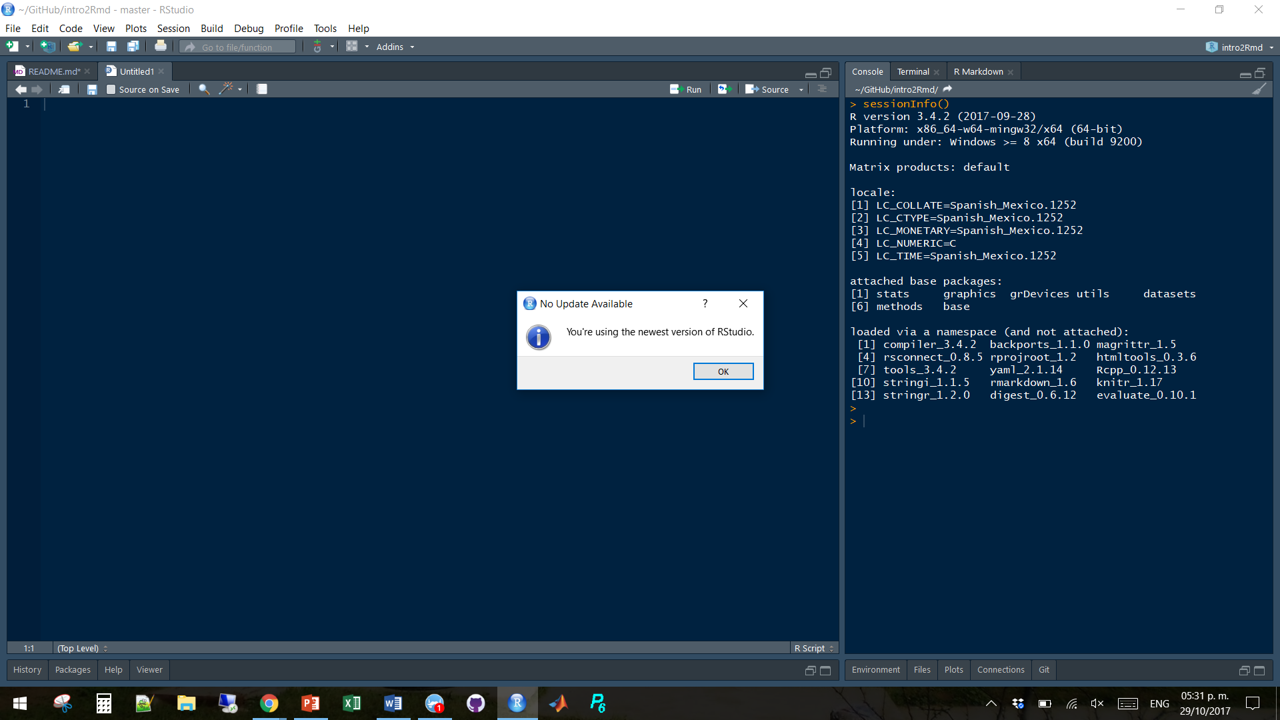 ~/GitHub/intro2Rmd - master - RStudio
File Edit Code View Plots Session Build Debug Profile Tools Help
Go to file/function Addins intro2Rmd
README.md* Untitled1
Source on Save Run Source
1
1:1 (Top Level) R Script
History Packages Help Viewer
Console Terminal R Markdown
~/GitHub/intro2Rmd/
> sessionInfo()
R version 3.4.2 (2017-09-28)
Platform: x86_64-w64-mingw32/x64 (64-bit)
Running under: Windows >= 8 x64 (build 9200)
Matrix products: default
locale:
[1] LC_COLLATE=Spanish_Mexico.1252
[2] LC_CTYPE=Spanish_Mexico.1252
[3] LC_MONETARY=Spanish_Mexico.1252
[4] LC_NUMERIC=C
[5] LC_TIME=Spanish_Mexico.1252
attached base packages:
[1] stats graphics grDevices utils datasets
[6] methods base
loaded via a namespace (and not attached):
[1] compiler_3.4.2 backports_1.1.0 magrittr_1.5
[4] rsconnect_0.8.5 rprojroot_1.2 htmltools_0.3.6
[7] tools_3.4.2 yaml_2.1.14 Rcpp_0.12.13
[10] stringi_1.1.5 rmarkdown_1.6 knitr_1.17
[13] stringr_1.2.0 digest_0.6.12 evaluate_0.10.1
>
>
Environment Files Plots Connections Git
No Update Available
You're using the newest version of RStudio.
OK
ENG
05:31 p. m.
29/10/2017